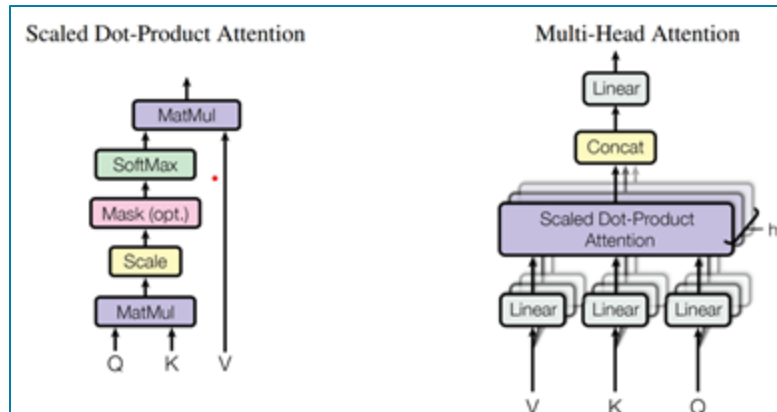 Scaled Dot-Product Attention
MatMul
SoftMax
Mask (opt.)
Scale
MatMul
Q K V
Multi-Head Attention
Linear
Concat
Scaled Dot-Product
Attention
h
Linear Linear Linear
V K Q